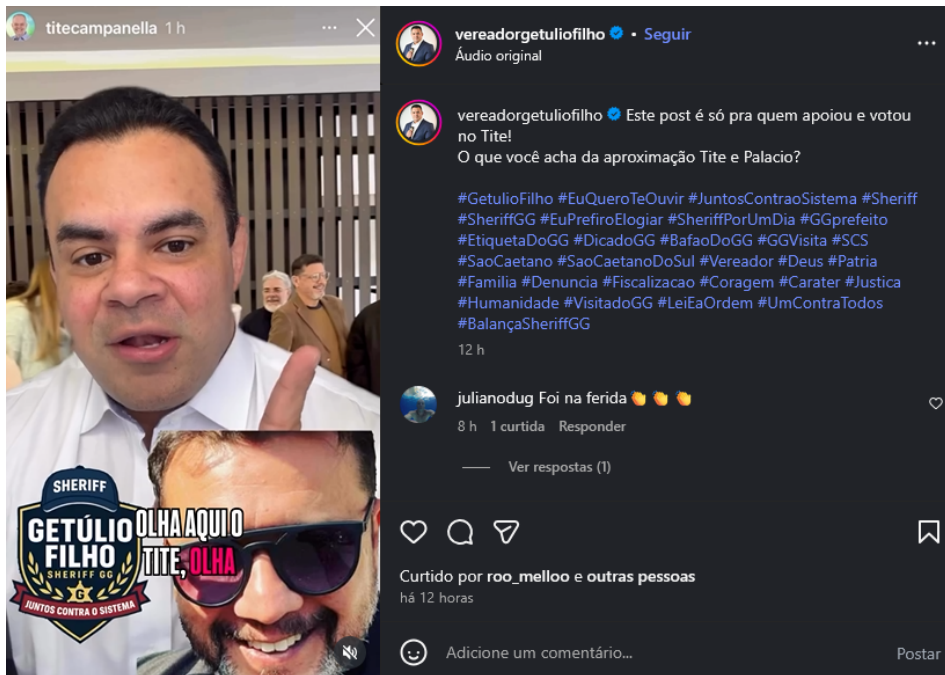 titecampanella 1 h
SHERIFF
GETÚLIO
FILHO
SHERIFF GG
G
JUNTOS CONTRA O SISTEMA
OLHA AQUI O
TITE, OLHA
vereadorgetuliofilho • Seguir
Áudio original
vereadorgetuliofilho Este post é só pra quem apoiou e votou
no Tite!
O que você acha da aproximação Tite e Palacio?
#GetulioFilho #EuQueroTeOuvir #JuntosContraoSistema #Sheriff
#SheriffGG #EuPrefiroElogiar #SheriffPorUmDia #GGprefeito
#EtiquetaDoGG #DicadoGG #BafaoDoGG #GGVisita #SCS
#SaoCaetano #SaoCaetanoDoSul #Vereador #Deus #Patria
#Familia #Denuncia #Fiscalizacao #Coragem #Carater #Justica
#Humanidade #VisitadoGG #LeiEaOrdem #UmContraTodos
#BalançaSheriffGG
12 h
julianodug Foi na ferida 👏 👏 👏
8 h 1 curtida Responder
Ver respostas (1)
Curtido por roo_melloo e outras pessoas
há 12 horas
Adicione um comentário... Postar